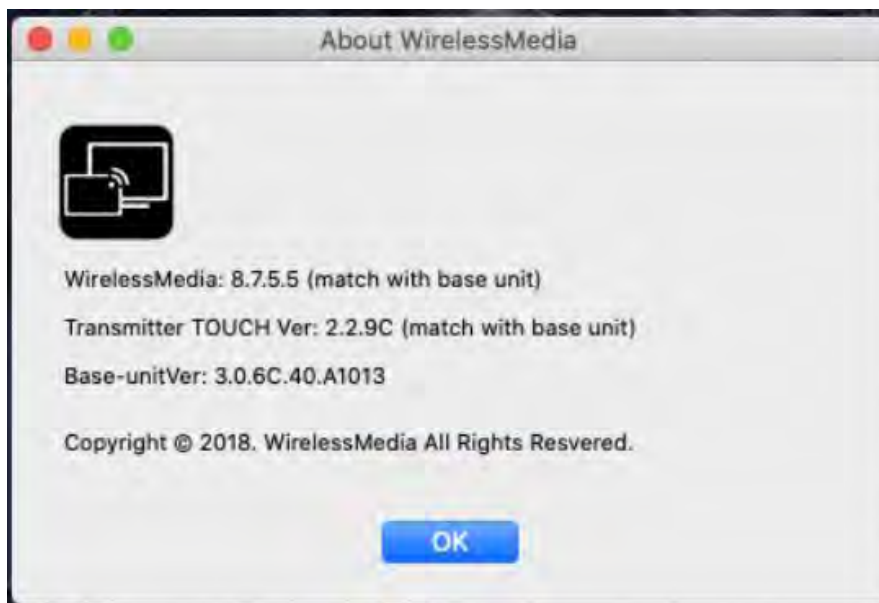 About WirelessMedia
WirelessMedia: 8.7.5.5 (match with base unit)
Transmitter TOUCH Ver: 2.2.9C (match with base unit)
Base-unitVer: 3.0.6C.40.A1013
Copyright © 2018. WirelessMedia All Rights Resvered.
OK